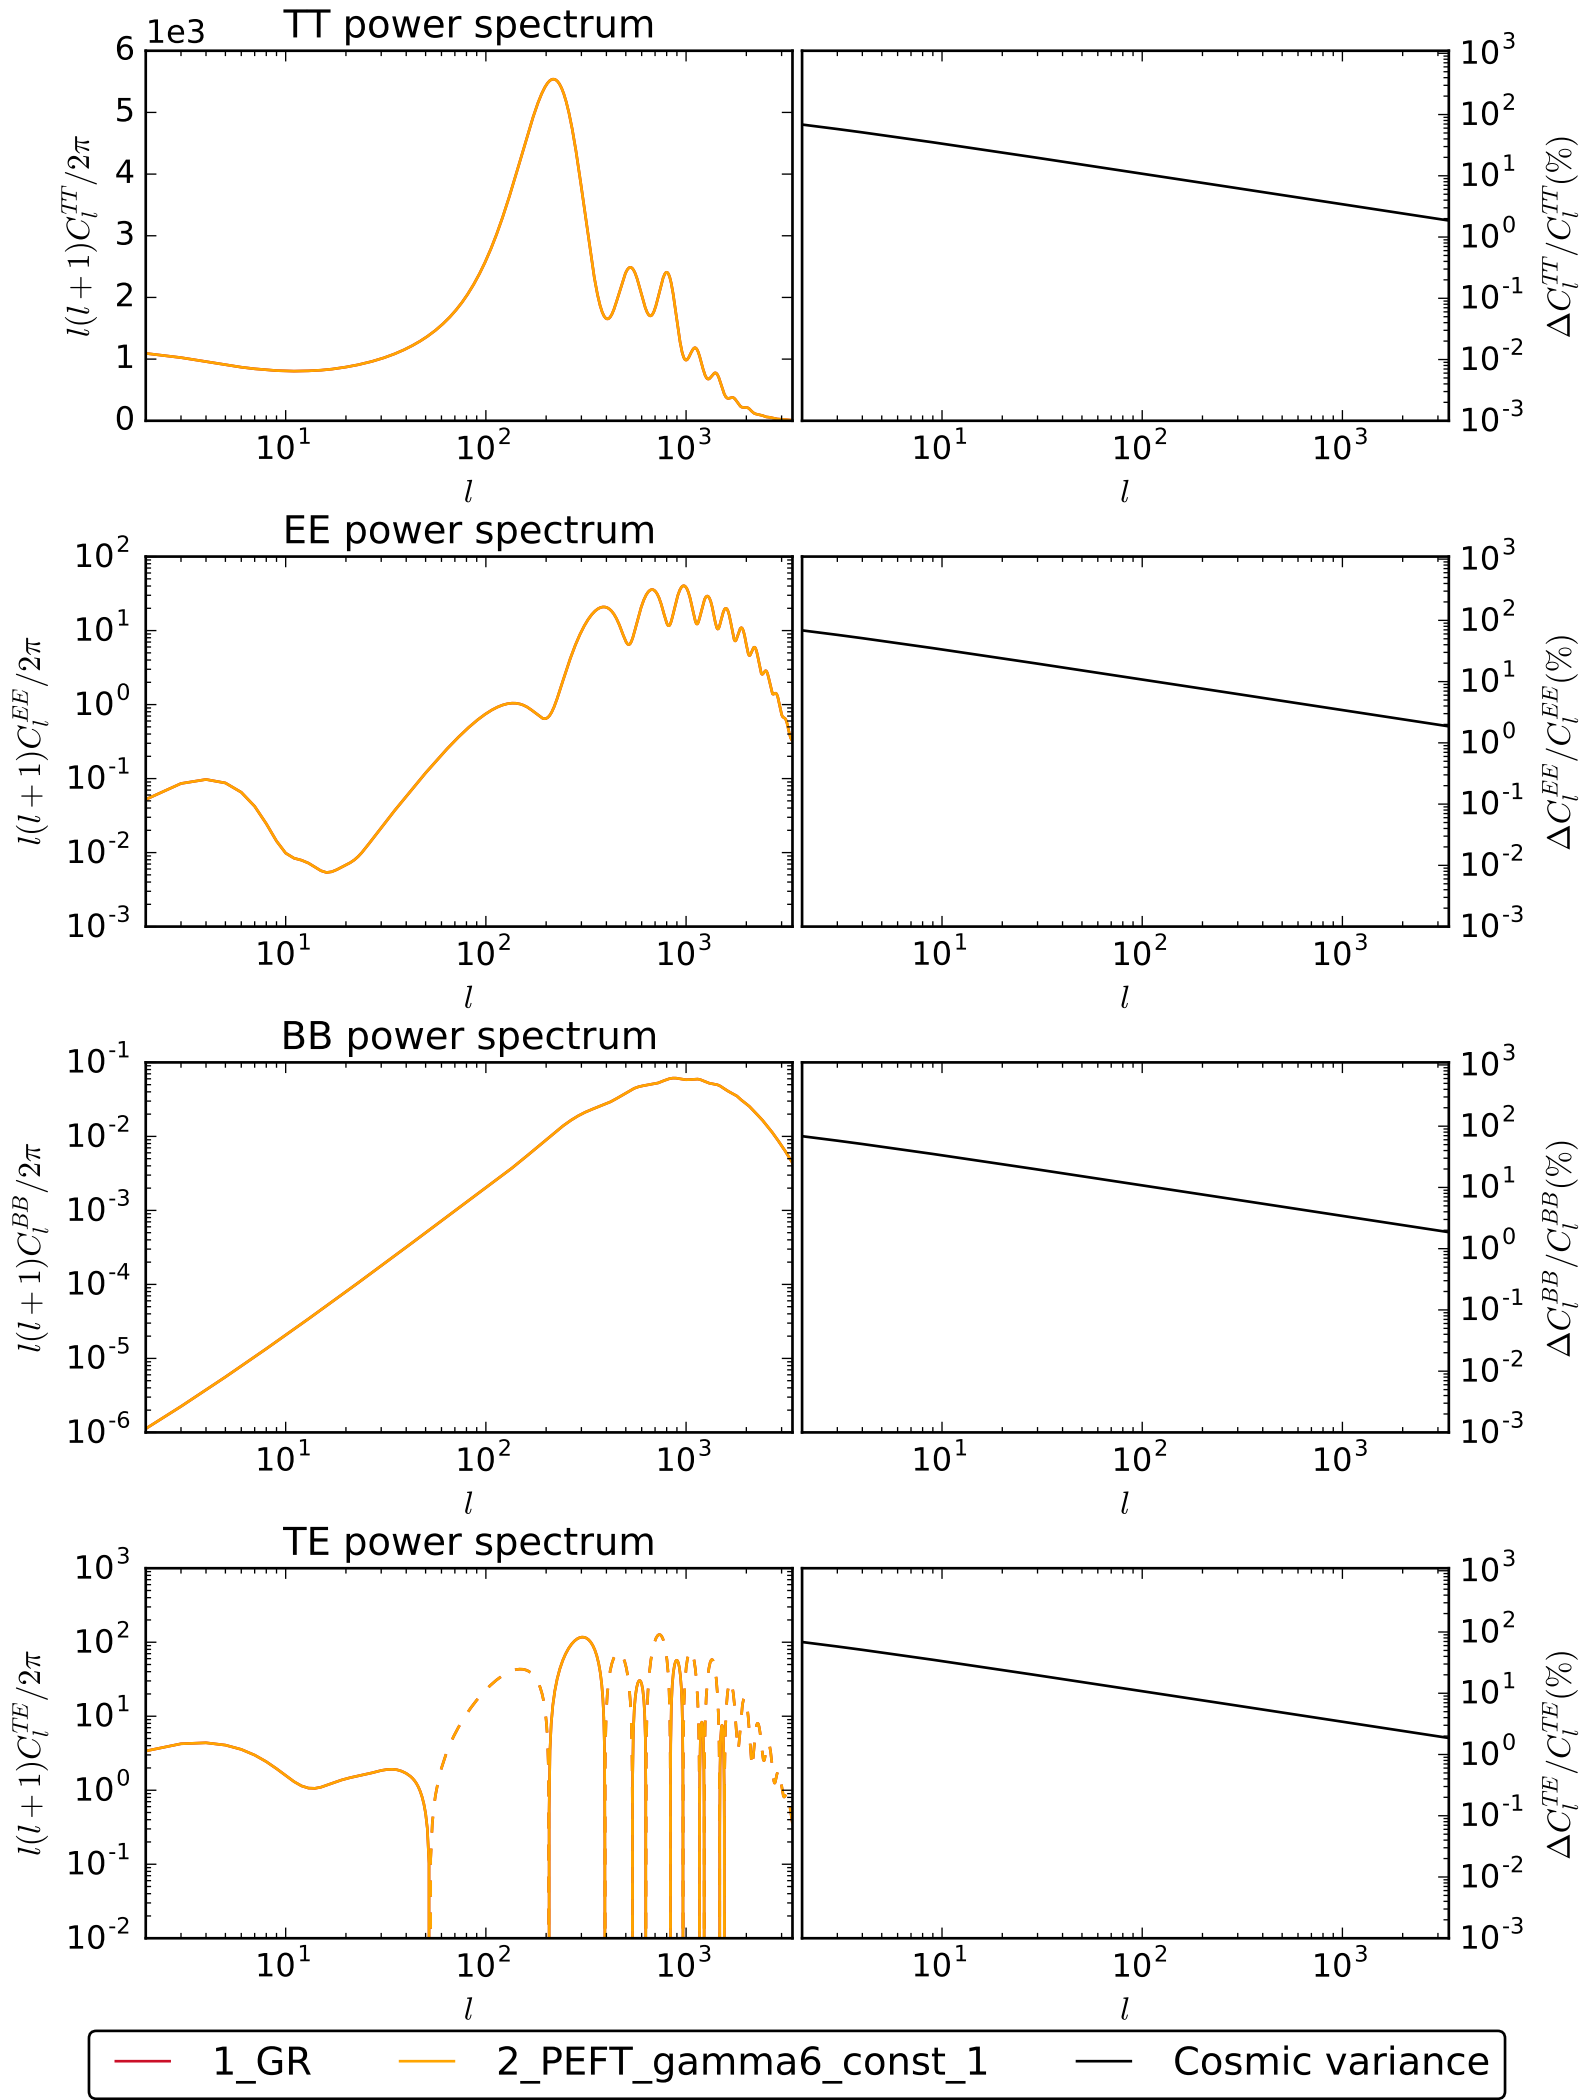 TT power spectrum
1e3
6
5
4
3
2
1
0
l(l+1)C_l^{TT}/2π
10^1 10^2 10^3
l
10^3
10^2
10^1
10^0
10^-1
10^-2
10^-3
ΔC_l^{TT}/C_l^{TT}(%)
10^1 10^2 10^3
l
EE power spectrum
10^2
10^1
10^0
10^-1
10^-2
10^-3
l(l+1)C_l^{EE}/2π
10^1 10^2 10^3
l
10^3
10^2
10^1
10^0
10^-1
10^-2
10^-3
ΔC_l^{EE}/C_l^{EE}(%)
10^1 10^2 10^3
l
BB power spectrum
10^-1
10^-2
10^-3
10^-4
10^-5
10^-6
l(l+1)C_l^{BB}/2π
10^1 10^2 10^3
l
10^3
10^2
10^1
10^0
10^-1
10^-2
10^-3
ΔC_l^{BB}/C_l^{BB}(%)
10^1 10^2 10^3
l
TE power spectrum
10^3
10^2
10^1
10^0
10^-1
10^-2
l(l+1)C_l^{TE}/2π
10^1 10^2 10^3
l
10^3
10^2
10^1
10^0
10^-1
10^-2
10^-3
ΔC_l^{TE}/C_l^{TE}(%)
10^1 10^2 10^3
l
1_GR 2_PEFT_gamma6_const_1 Cosmic variance